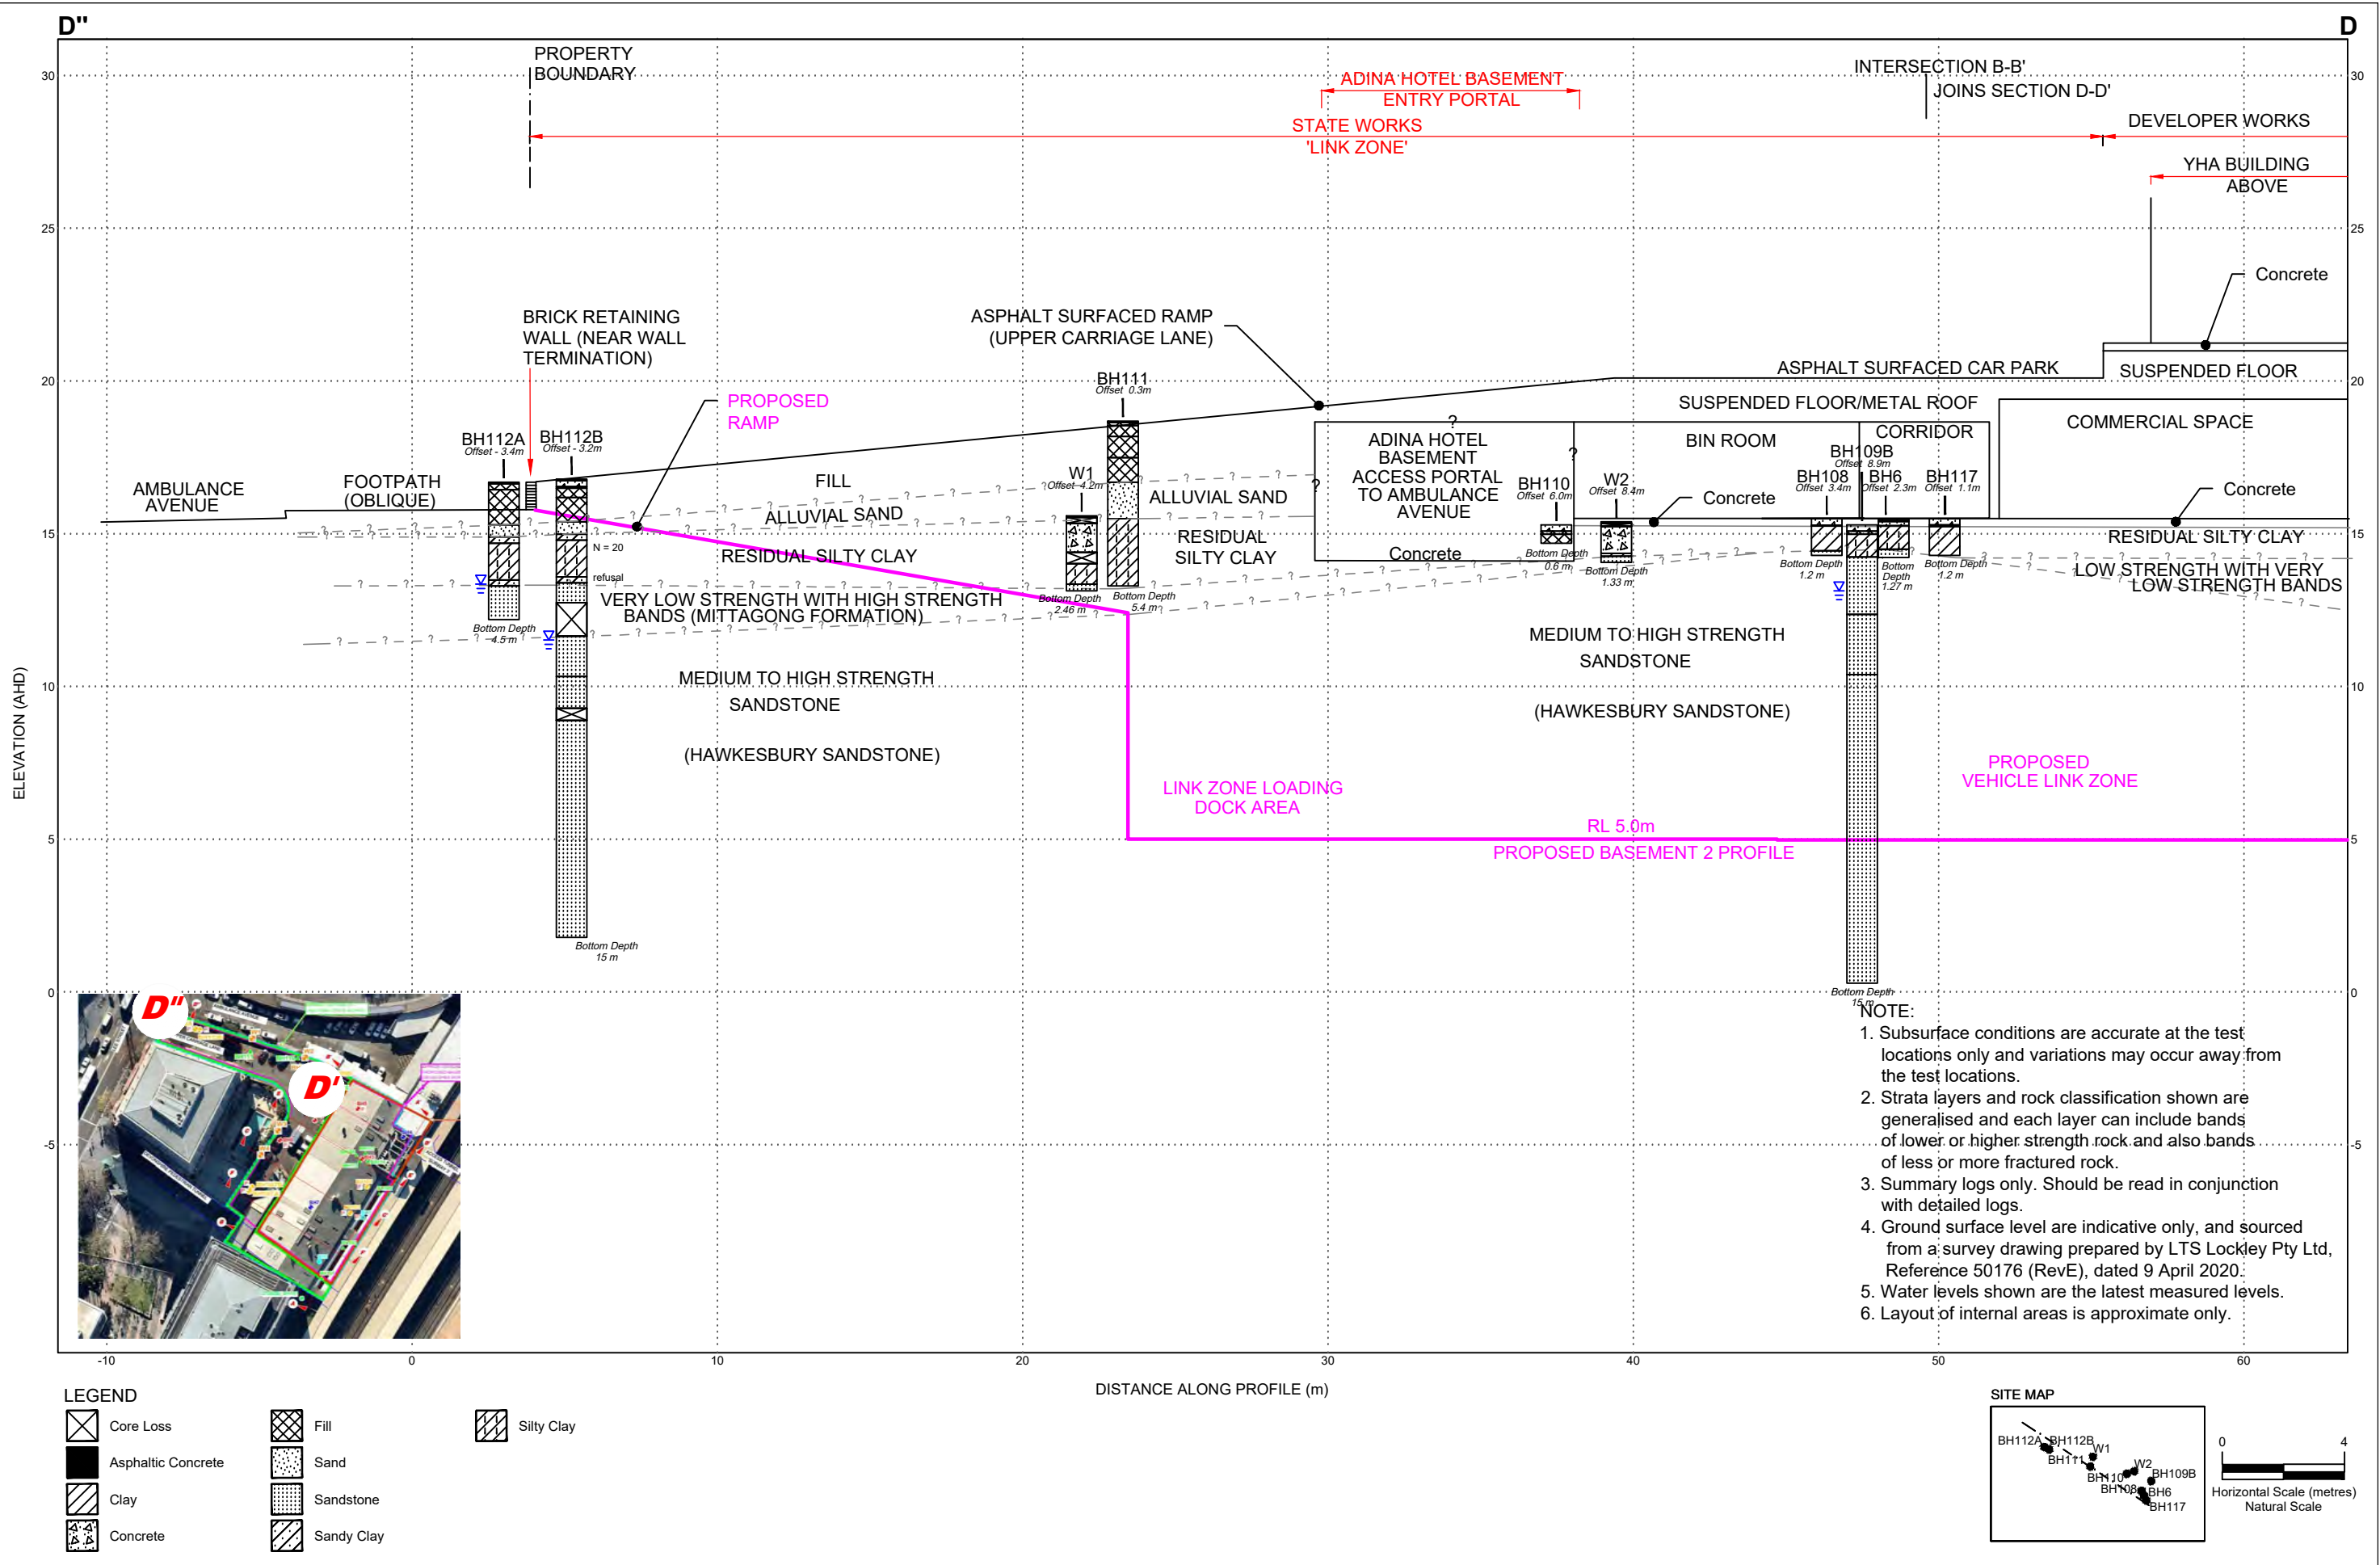 D"
D
PROPERTY
BOUNDARY
ADINA HOTEL BASEMENT
ENTRY PORTAL
STATE WORKS
'LINK ZONE'
INTERSECTION B-B'
JOINS SECTION D-D'
DEVELOPER WORKS
YHA BUILDING
ABOVE
Concrete
SUSPENDED FLOOR
BRICK RETAINING
WALL (NEAR WALL
TERMINATION)
PROPOSED
RAMP
ASPHALT SURFACED RAMP
(UPPER CARRIAGE LANE)
ASPHALT SURFACED CAR PARK
SUSPENDED FLOOR/METAL ROOF
COMMERCIAL SPACE
BH112A
Offset - 3.4m
BH112B
Offset - 3.2m
BH111
Offset 0.3m
W1
Offset 4.2m
BH110
Offset 6.0m
W2
Offset 8.4m
BH109B
Offset 8.9m
BH108
Offset 3.4m
BH6
Offset 2.3m
BH117
Offset 1.1m
AMBULANCE
AVENUE
FOOTPATH
(OBLIQUE)
FILL
ALLUVIAL SAND
RESIDUAL SILTY CLAY
N = 20
refusal
VERY LOW STRENGTH WITH HIGH STRENGTH
BANDS (MITTAGONG FORMATION)
MEDIUM TO HIGH STRENGTH
SANDSTONE
(HAWKESBURY SANDSTONE)
ALLUVIAL SAND
RESIDUAL
SILTY CLAY
ADINA HOTEL
BASEMENT
ACCESS PORTAL
TO AMBULANCE
AVENUE
Concrete
BIN ROOM
CORRIDOR
Concrete
Concrete
RESIDUAL SILTY CLAY
LOW STRENGTH WITH VERY
LOW STRENGTH BANDS
Bottom Depth
4.5 m
Bottom Depth
15 m
Bottom Depth
2.46 m
Bottom Depth
5.4 m
Bottom Depth
0.6 m
Bottom Depth
1.33 m
Bottom Depth
1.2 m
Bottom
Depth
1.27 m
Bottom Depth
1.2 m
Bottom Depth
15 m
MEDIUM TO HIGH STRENGTH
SANDSTONE
(HAWKESBURY SANDSTONE)
LINK ZONE LOADING
DOCK AREA
RL 5.0m
PROPOSED BASEMENT 2 PROFILE
PROPOSED
VEHICLE LINK ZONE
ELEVATION (AHD)
30
25
20
15
10
5
0
-5
30
25
20
15
10
5
0
-5
D"
D'
NOTE:
1. Subsurface conditions are accurate at the test
locations only and variations may occur away from
the test locations.
2. Strata layers and rock classification shown are
generalised and each layer can include bands
of lower or higher strength rock and also bands
of less or more fractured rock.
3. Summary logs only. Should be read in conjunction
with detailed logs.
4. Ground surface level are indicative only, and sourced
from a survey drawing prepared by LTS Lockley Pty Ltd,
Reference 50176 (RevE), dated 9 April 2020.
5. Water levels shown are the latest measured levels.
6. Layout of internal areas is approximate only.
-10 0 10 20 30 40 50 60
DISTANCE ALONG PROFILE (m)
LEGEND
Core Loss
Asphaltic Concrete
Clay
Concrete
Fill
Sand
Sandstone
Sandy Clay
Silty Clay
SITE MAP
BH112A
BH112B
W1
BH111
W2
BH110
BH109B
BH108
BH6
BH117
0 4
Horizontal Scale (metres)
Natural Scale